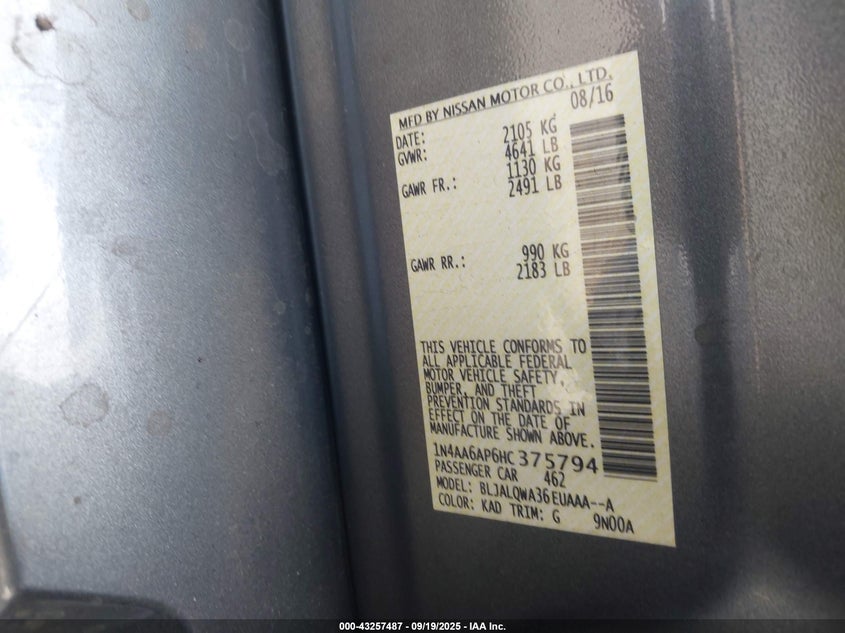 MFD BY NISSAN MOTOR CO., LTD.
DATE: 08/16
GVWR: 2105 KG
4641 LB
GAWR FR.: 1130 KG
2491 LB
GAWR RR.: 990 KG
2183 LB
THIS VEHICLE CONFORMS TO
ALL APPLICABLE FEDERAL
MOTOR VEHICLE SAFETY,
BUMPER, AND THEFT
PREVENTION STANDARDS IN
EFFECT ON THE DATE OF
MANUFACTURE SHOWN ABOVE.
1N4AA6AP6HC375794
PASSENGER CAR 462
MODEL: BLJALQWA36EUAAA--A
COLOR: KAD TRIM: G 9N00A
000-43257487 - 09/19/2025 - IAA Inc.